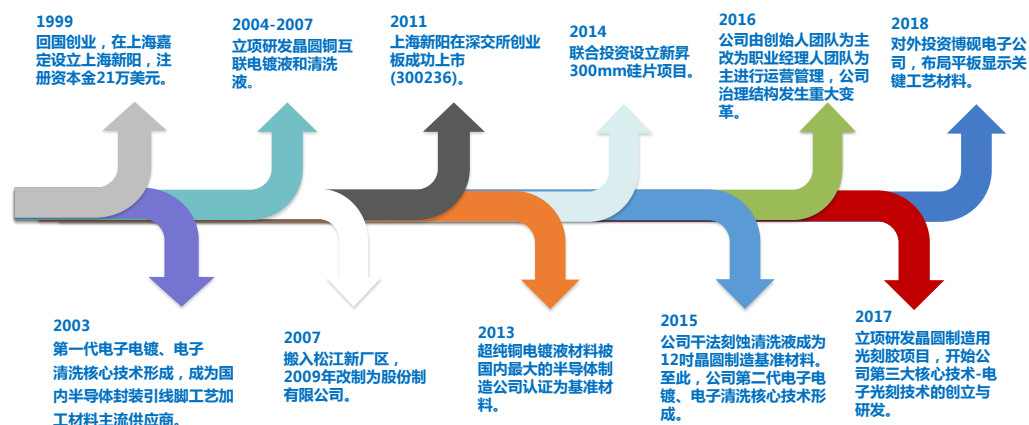 1999
回国创业，在上海嘉
定设立上海新阳，注
册资本金21万美元。
2004-2007
立项研发晶圆铜互
联电镀液和清洗
液。
2011
上海新阳在深交所创业
板成功上市
(300236)。
2014
联合投资设立新昇
300mm硅片项目。
2016
公司由创始人团队为主
改为职业经理人团队为
主进行运营管理，公司
治理结构发生重大变
革。
2018
对外投资博砚电子公
司，布局平板显示关
键工艺材料。
2003
第一代电子电镀、电子
清洗核心技术形成，成为国
内半导体封装引线脚工艺加
工材料主流供应商。
2007
搬入松江新厂区，
2009年改制为股份制
有限公司。
2013
超纯铜电镀液材料被
国内最大的半导体制
造公司认证为基准材
料。
2015
公司干法刻蚀清洗液成为
12吋晶圆制造基准材料。
至此，公司第二代电子电
镀、电子清洗核心技术形
成。
2017
立项研发晶圆制造用
光刻胶项目，开始公
司第三大核心技术-电
子光刻技术的创立与
研发。